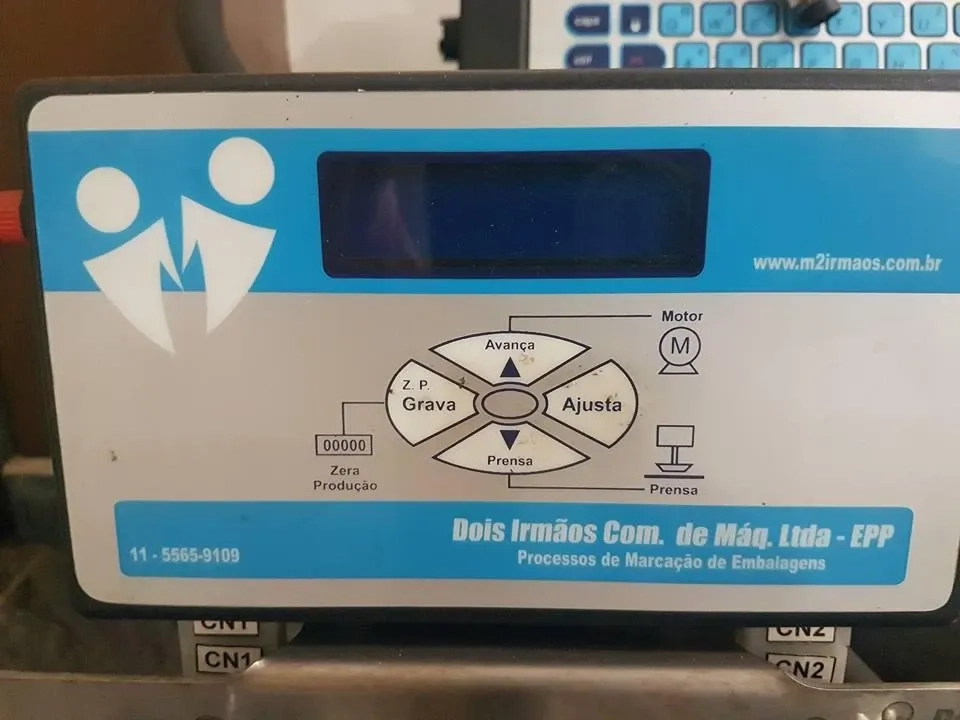 www.m2irmaos.com.br
Motor
M
Avança
Z. P.
Grava
Ajusta
00000
Zera
Produção
Prensa
Prensa
Dois Irmãos Com. de Máq. Ltda - EPP
11 - 5565-9109
Processos de Marcação de Embalagens
CN1
CN2
CN1
CN2